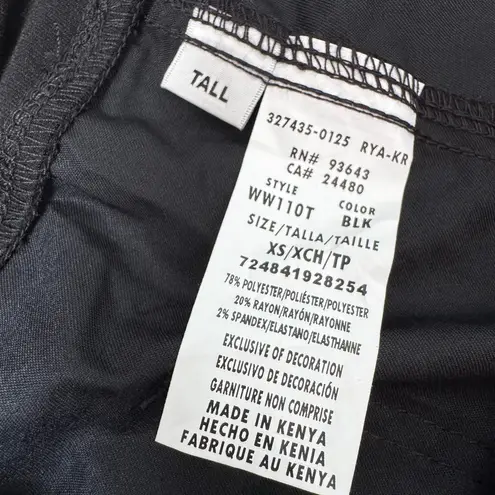 TALL
327435-0125 RYA-KR
RN# 93643
CA# 24480
STYLE COLOR
WW110T BLK
SIZE/TALLA/TAILLE
XS/XCH/TP
724841928254
78% POLYESTER/POLIÉSTER/POLYESTER
20% RAYON/RAYÓN/RAYONNE
2% SPANDEX/ELASTANO/ELASTHANNE
EXCLUSIVE OF DECORATION
EXCLUSIVO DE DECORACIÓN
GARNITURE NON COMPRISE
MADE IN KENYA
HECHO EN KENIA
FABRIQUE AU KENYA